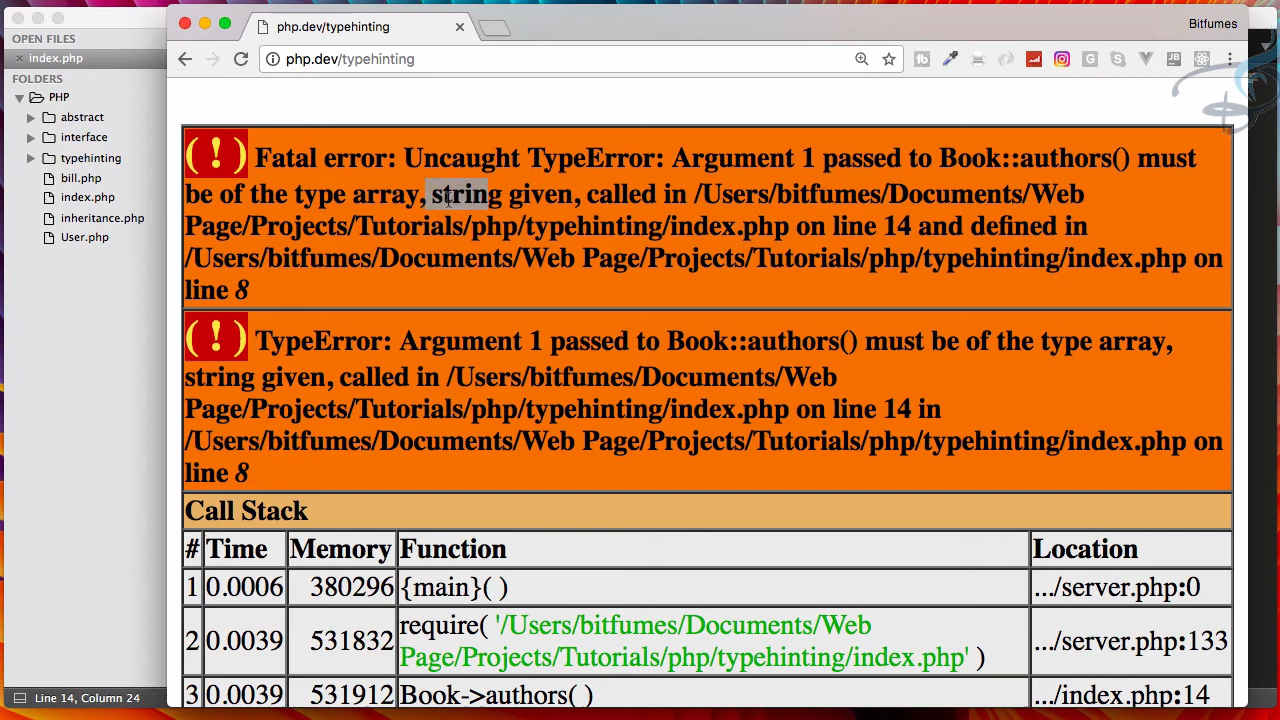 OPEN FILES
index.php
FOLDERS
PHP
abstract
interface
typehinting
bill.php
index.php
inheritance.php
User.php
Line 14, Column 24
php.dev/typehinting
Bitfumes
php.dev/typehinting
( ! ) Fatal error: Uncaught TypeError: Argument 1 passed to Book::authors() must
be of the type array, string given, called in /Users/bitfumes/Documents/Web
Page/Projects/Tutorials/php/typehinting/index.php on line 14 and defined in
/Users/bitfumes/Documents/Web Page/Projects/Tutorials/php/typehinting/index.php on
line 8
( ! ) TypeError: Argument 1 passed to Book::authors() must be of the type array,
string given, called in /Users/bitfumes/Documents/Web
Page/Projects/Tutorials/php/typehinting/index.php on line 14 in
/Users/bitfumes/Documents/Web Page/Projects/Tutorials/php/typehinting/index.php on
line 8
Call Stack
# Time Memory Function Location
1 0.0006 380296 {main}( ) .../server.php:0
2 0.0039 531832 require( '/Users/bitfumes/Documents/Web
Page/Projects/Tutorials/php/typehinting/index.php' ) .../server.php:133
3 0.0039 531912 Book->authors( ) .../index.php:14